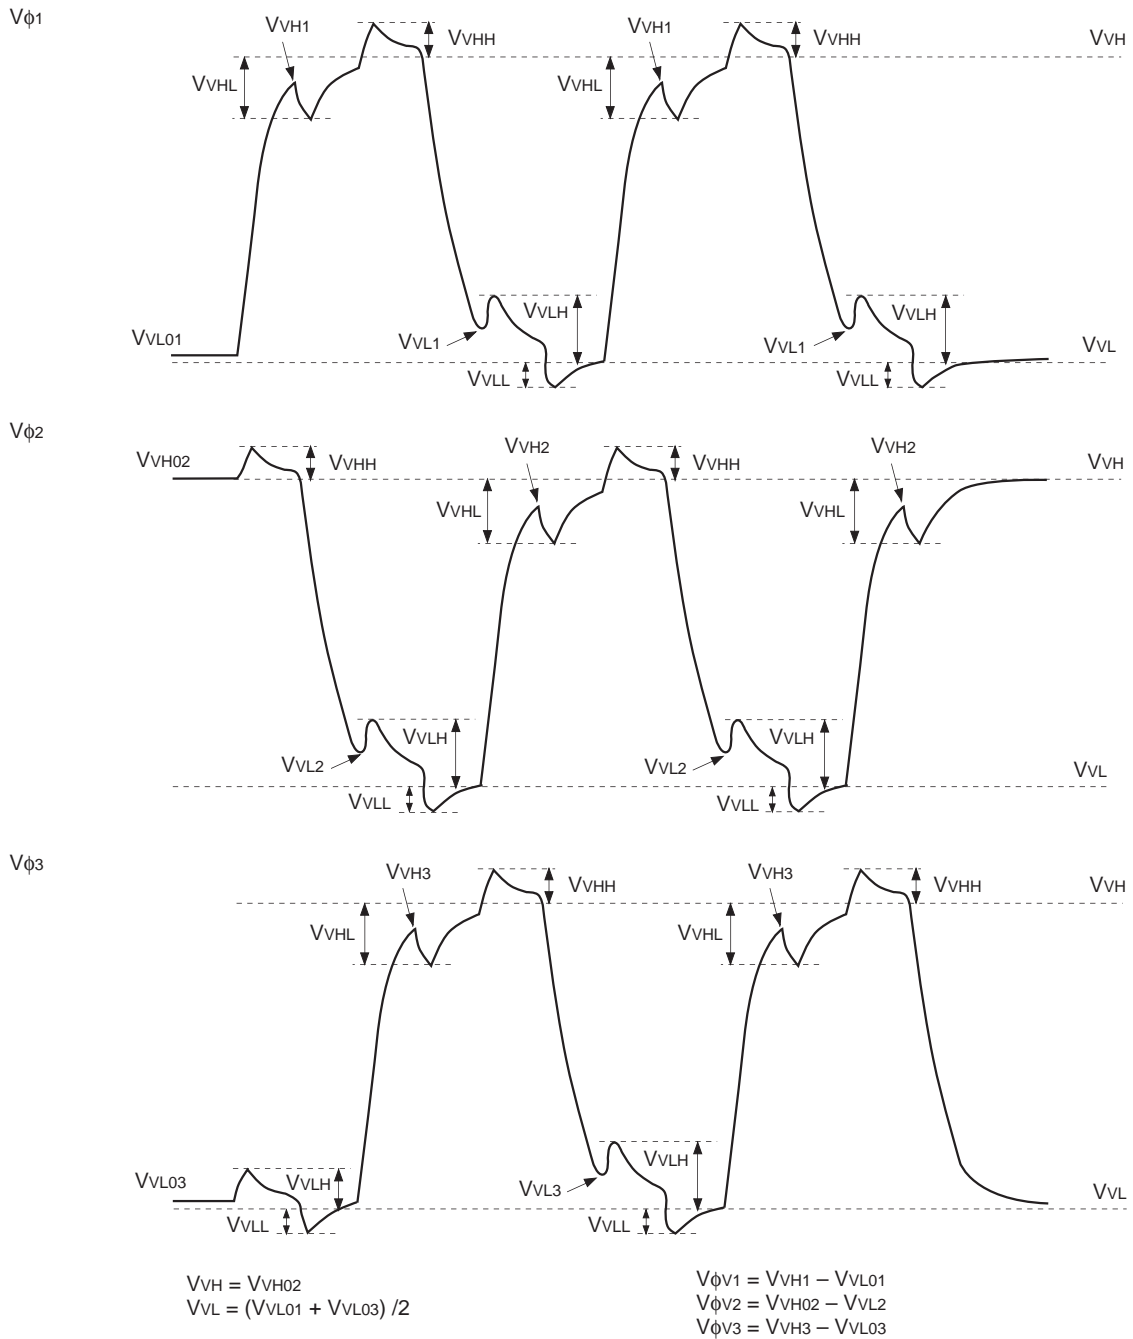 Vϕ1
VVH1
VVHH
VVH1
VVHH
VVH
VVHL
VVHL
VVL01
VVL1
VVLH
VVL1
VVLH
VVL
VVLL
VVLL
Vϕ2
VVH02
VVHH
VVH2
VVHH
VVH2
VVH
VVHL
VVHL
VVL2
VVLH
VVL2
VVLH
VVL
VVLL
VVLL
Vϕ3
VVH3
VVHH
VVH3
VVHH
VVH
VVHL
VVHL
VVL03
VVLH
VVL3
VVLH
VVL
VVLL
VVLL
VVH = VVH02
VVL = (VVL01 + VVL03) /2
VϕV1 = VVH1 – VVL01
VϕV2 = VVH02 – VVL2
VϕV3 = VVH3 – VVL03